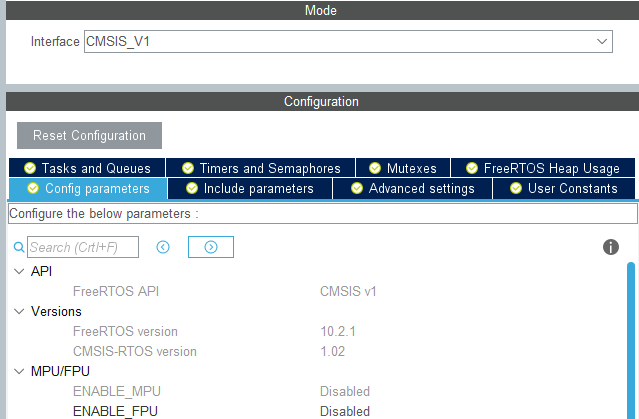 Mode
Interface CMSIS_V1
Configuration
Reset Configuration
Tasks and Queues Timers and Semaphores Mutexes FreeRTOS Heap Usage
Config parameters Include parameters Advanced settings User Constants
Configure the below parameters :
Search (Crtl+F)
API
FreeRTOS API CMSIS v1
Versions
FreeRTOS version 10.2.1
CMSIS-RTOS version 1.02
MPU/FPU
ENABLE_MPU Disabled
ENABLE_FPU Disabled